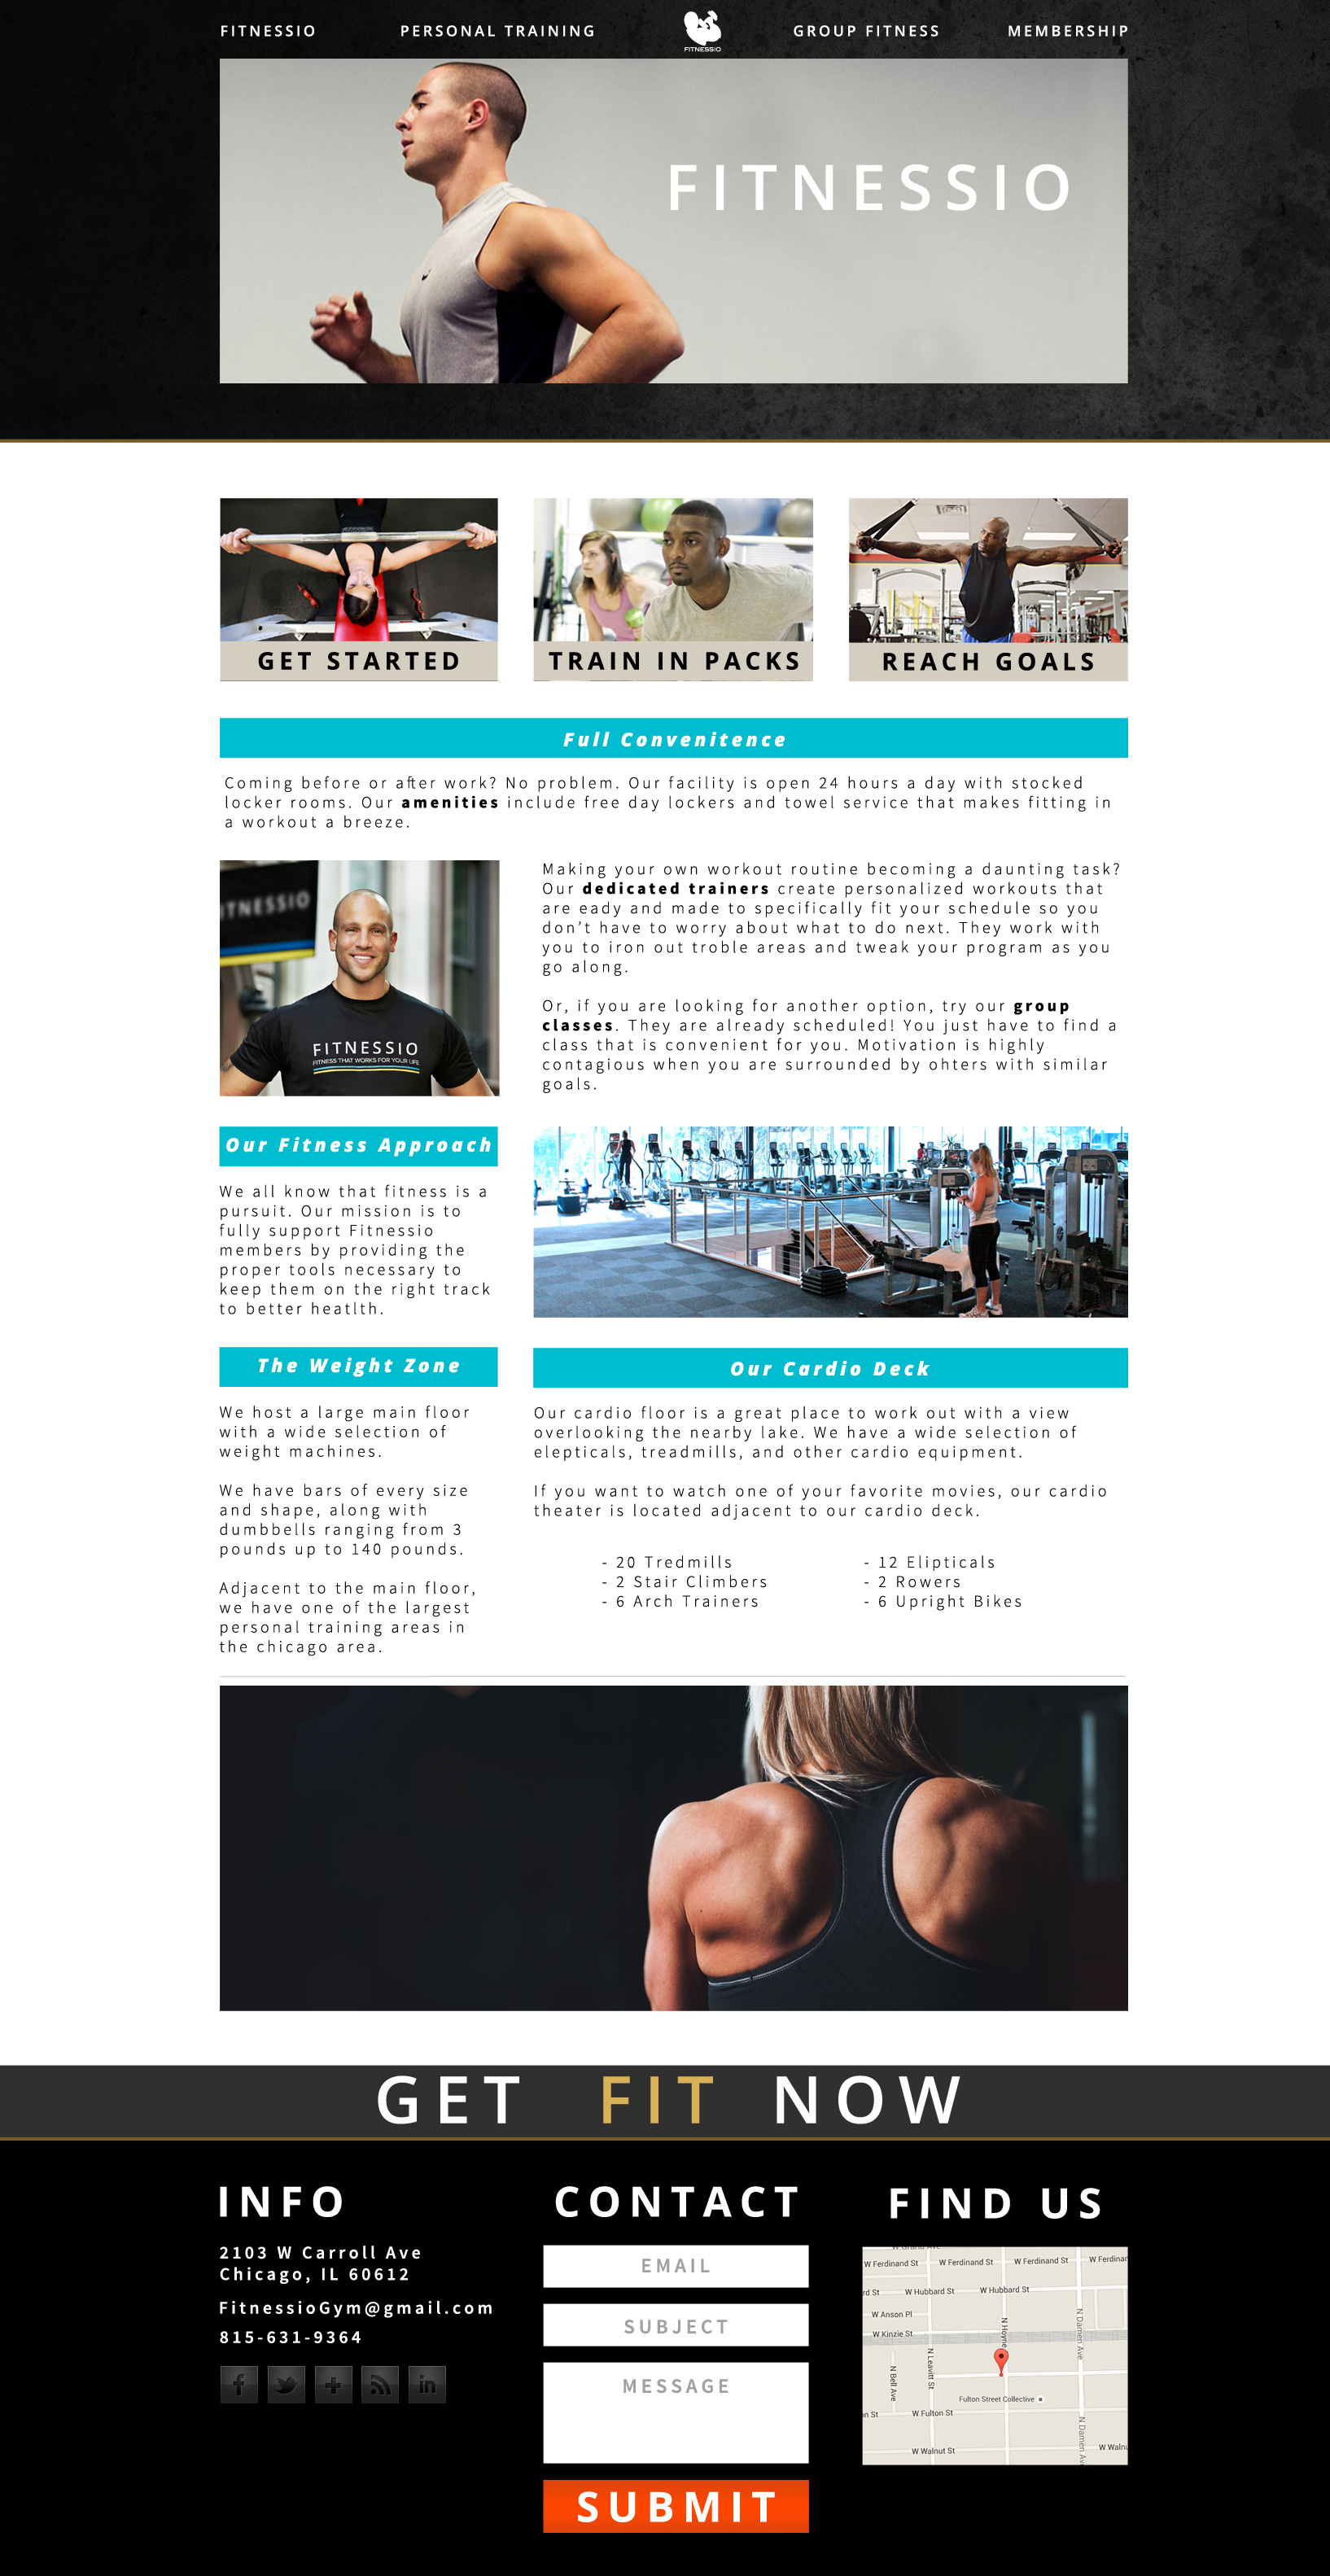 FITNESSIO
PERSONAL TRAINING
FITNESSIO
GROUP FITNESS
MEMBERSHIP
FITNESSIO
GET STARTED
TRAIN IN PACKS
REACH GOALS
Full Convenitence
Coming before or after work? No problem. Our facility is open 24 hours a day with stocked
locker rooms. Our amenities include free day lockers and towel service that makes fitting in
a workout a breeze.
ITNESSIO
FITNESSIO
FITNESS THAT WORKS FOR YOUR LIFE
Making your own workout routine becoming a daunting task?
Our dedicated trainers create personalized workouts that
are eady and made to specifically fit your schedule so you
don't have to worry about what to do next. They work with
you to iron out troble areas and tweak your program as you
go along.
Or, if you are looking for another option, try our group
classes. They are already scheduled! You just have to find a
class that is convenient for you. Motivation is highly
contagious when you are surrounded by ohters with similar
goals.
Our Fitness Approach
We all know that fitness is a
pursuit. Our mission is to
fully support Fitnessio
members by providing the
proper tools necessary to
keep them on the right track
to better heatlth.
The Weight Zone
We host a large main floor
with a wide selection of
weight machines.
We have bars of every size
and shape, along with
dumbbells ranging from 3
pounds up to 140 pounds.
Adjacent to the main floor,
we have one of the largest
personal training areas in
the chicago area.
Our Cardio Deck
Our cardio floor is a great place to work out with a view
overlooking the nearby lake. We have a wide selection of
elepticals, treadmills, and other cardio equipment.
If you want to watch one of your favorite movies, our cardio
theater is located adjacent to our cardio deck.
- 20 Tredmills
- 2 Stair Climbers
- 6 Arch Trainers
- 12 Elipticals
- 2 Rowers
- 6 Upright Bikes
GET FIT NOW
INFO
2103 W Carroll Ave
Chicago, IL 60612
FitnessioGym@gmail.com
815-631-9364
f
in
CONTACT
EMAIL
SUBJECT
MESSAGE
SUBMIT
FIND US
W Grand Ave
W Ferdinand St
W Ferdinand St
W Ferdinand St
W Ferdinan
rd St
W Hubbard St
W Hubbard St
W Anson Pl
W Kinzie St
N Hoyne
N Damen Ave
N Leavitt St
N Bell Ave
Fulton Street Collective
n St
W Fulton St
N Damen Av
W Walnut St
W Walnu